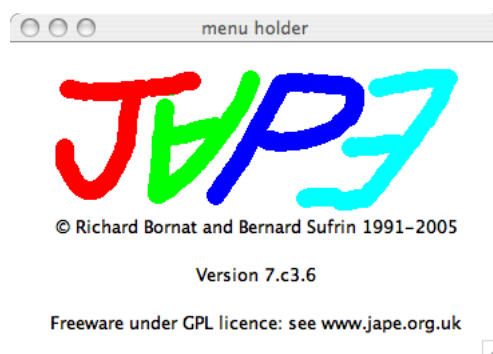 menu holder
J∀PƎ
© Richard Bornat and Bernard Sufrin 1991–2005
Version 7.c3.6
Freeware under GPL licence: see www.jape.org.uk